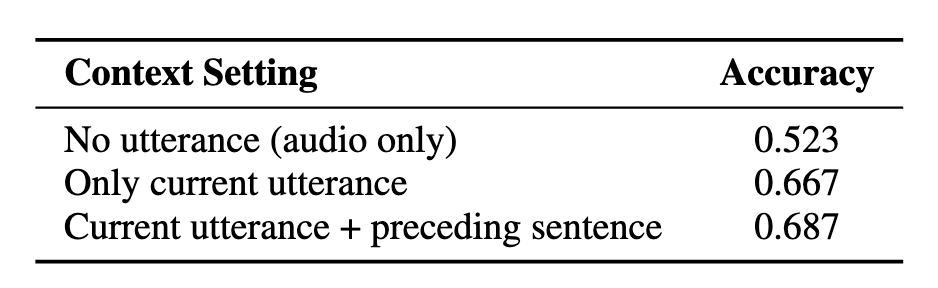 Context Setting Accuracy
No utterance (audio only) 0.523
Only current utterance 0.667
Current utterance + preceding sentence 0.687